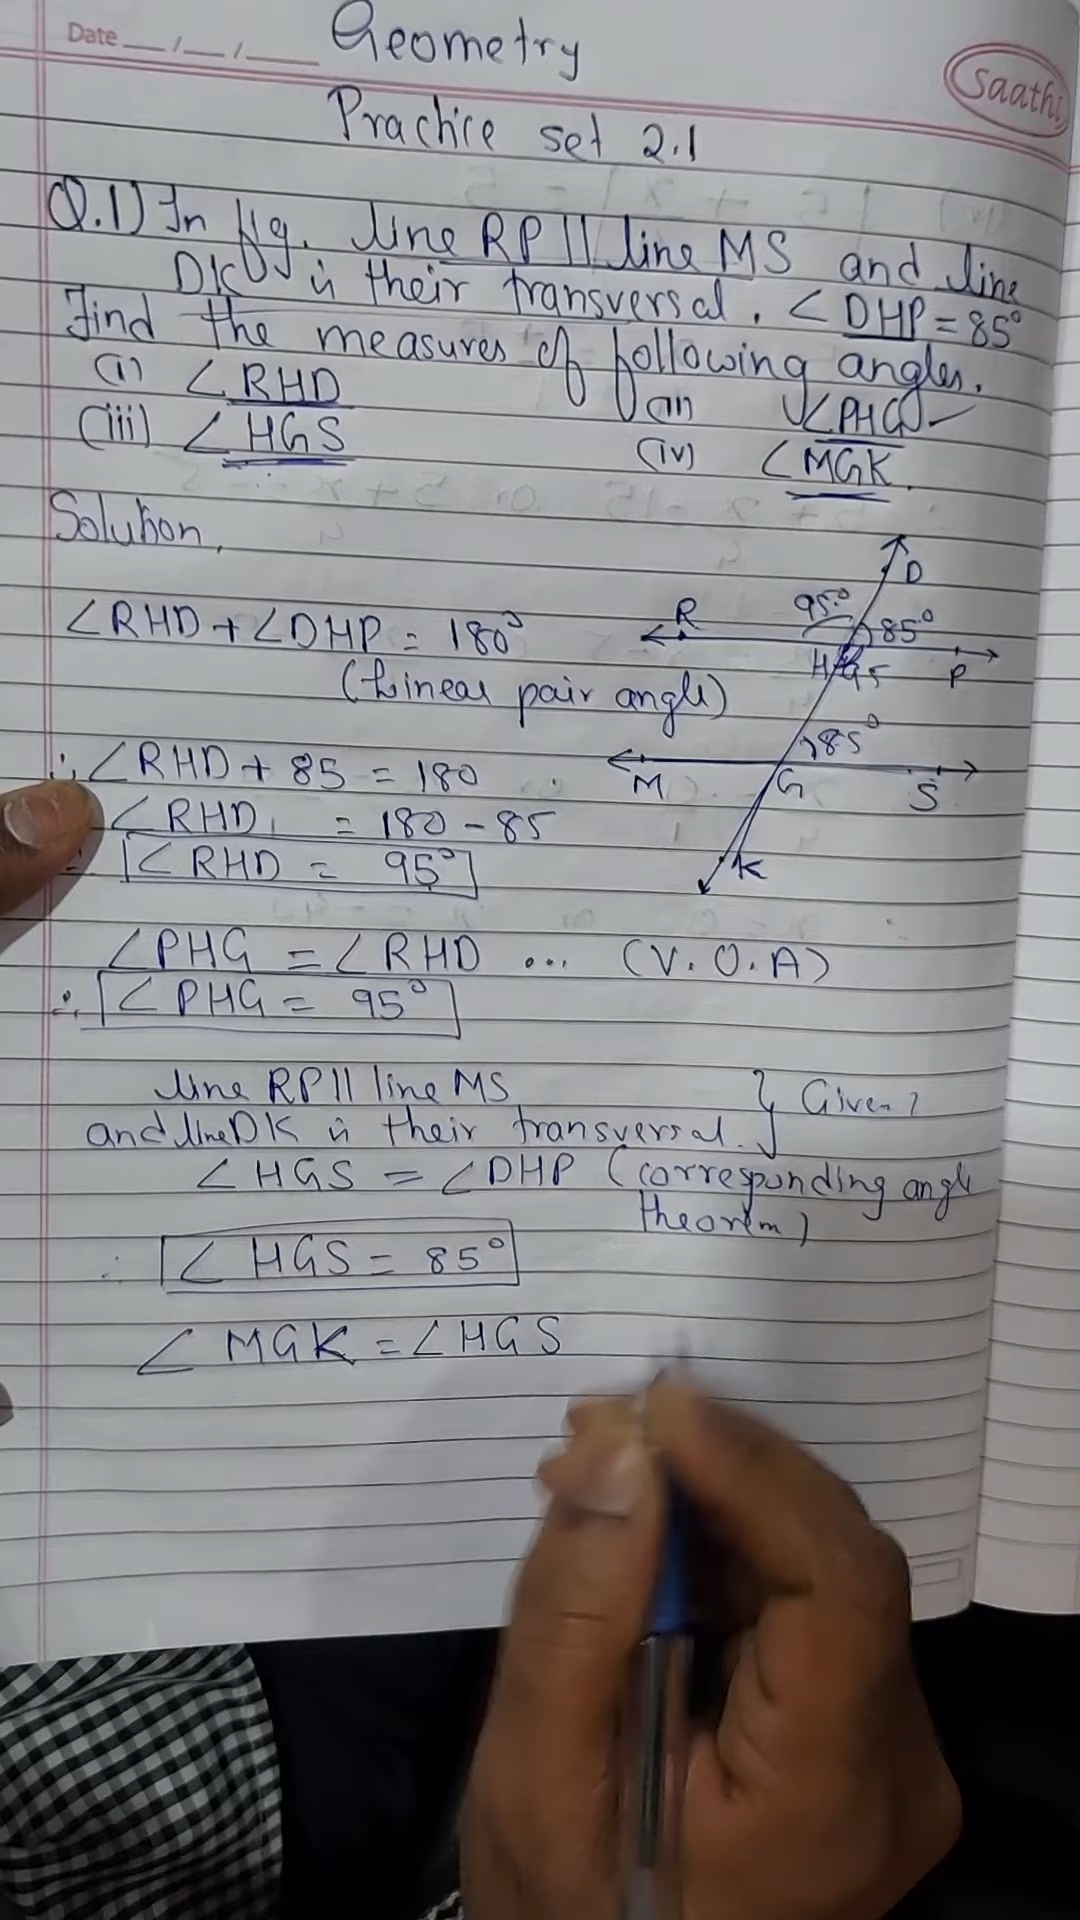 Date __/__/____
Geometry
Saathi
Practice set 2.1
Q.1) In fig. line RP || line MS and line
DK is their transversal. ∠DHP = 85°
Find the measures of following angles.
(i) ∠RHD
(ii) ∠PHG
(iii) ∠HGS
(iv) ∠MGK.
Solution,
D
95°
R
85°
H
95
P
85°
M
G
S
K
∠RHD + ∠DHP = 180°
(Linear pair angle)
∴ ∠RHD + 85 = 180
∠RHD = 180 - 85
∴ ∠RHD = 95°
∠PHG = ∠RHD ... (V.O.A)
∴ ∠PHG = 95°
line RP || line MS
and line DK is their transversal. } Given
∠HGS = ∠DHP (corresponding angle
theorem)
∴ ∠HGS = 85°
∠MGK = ∠HGS